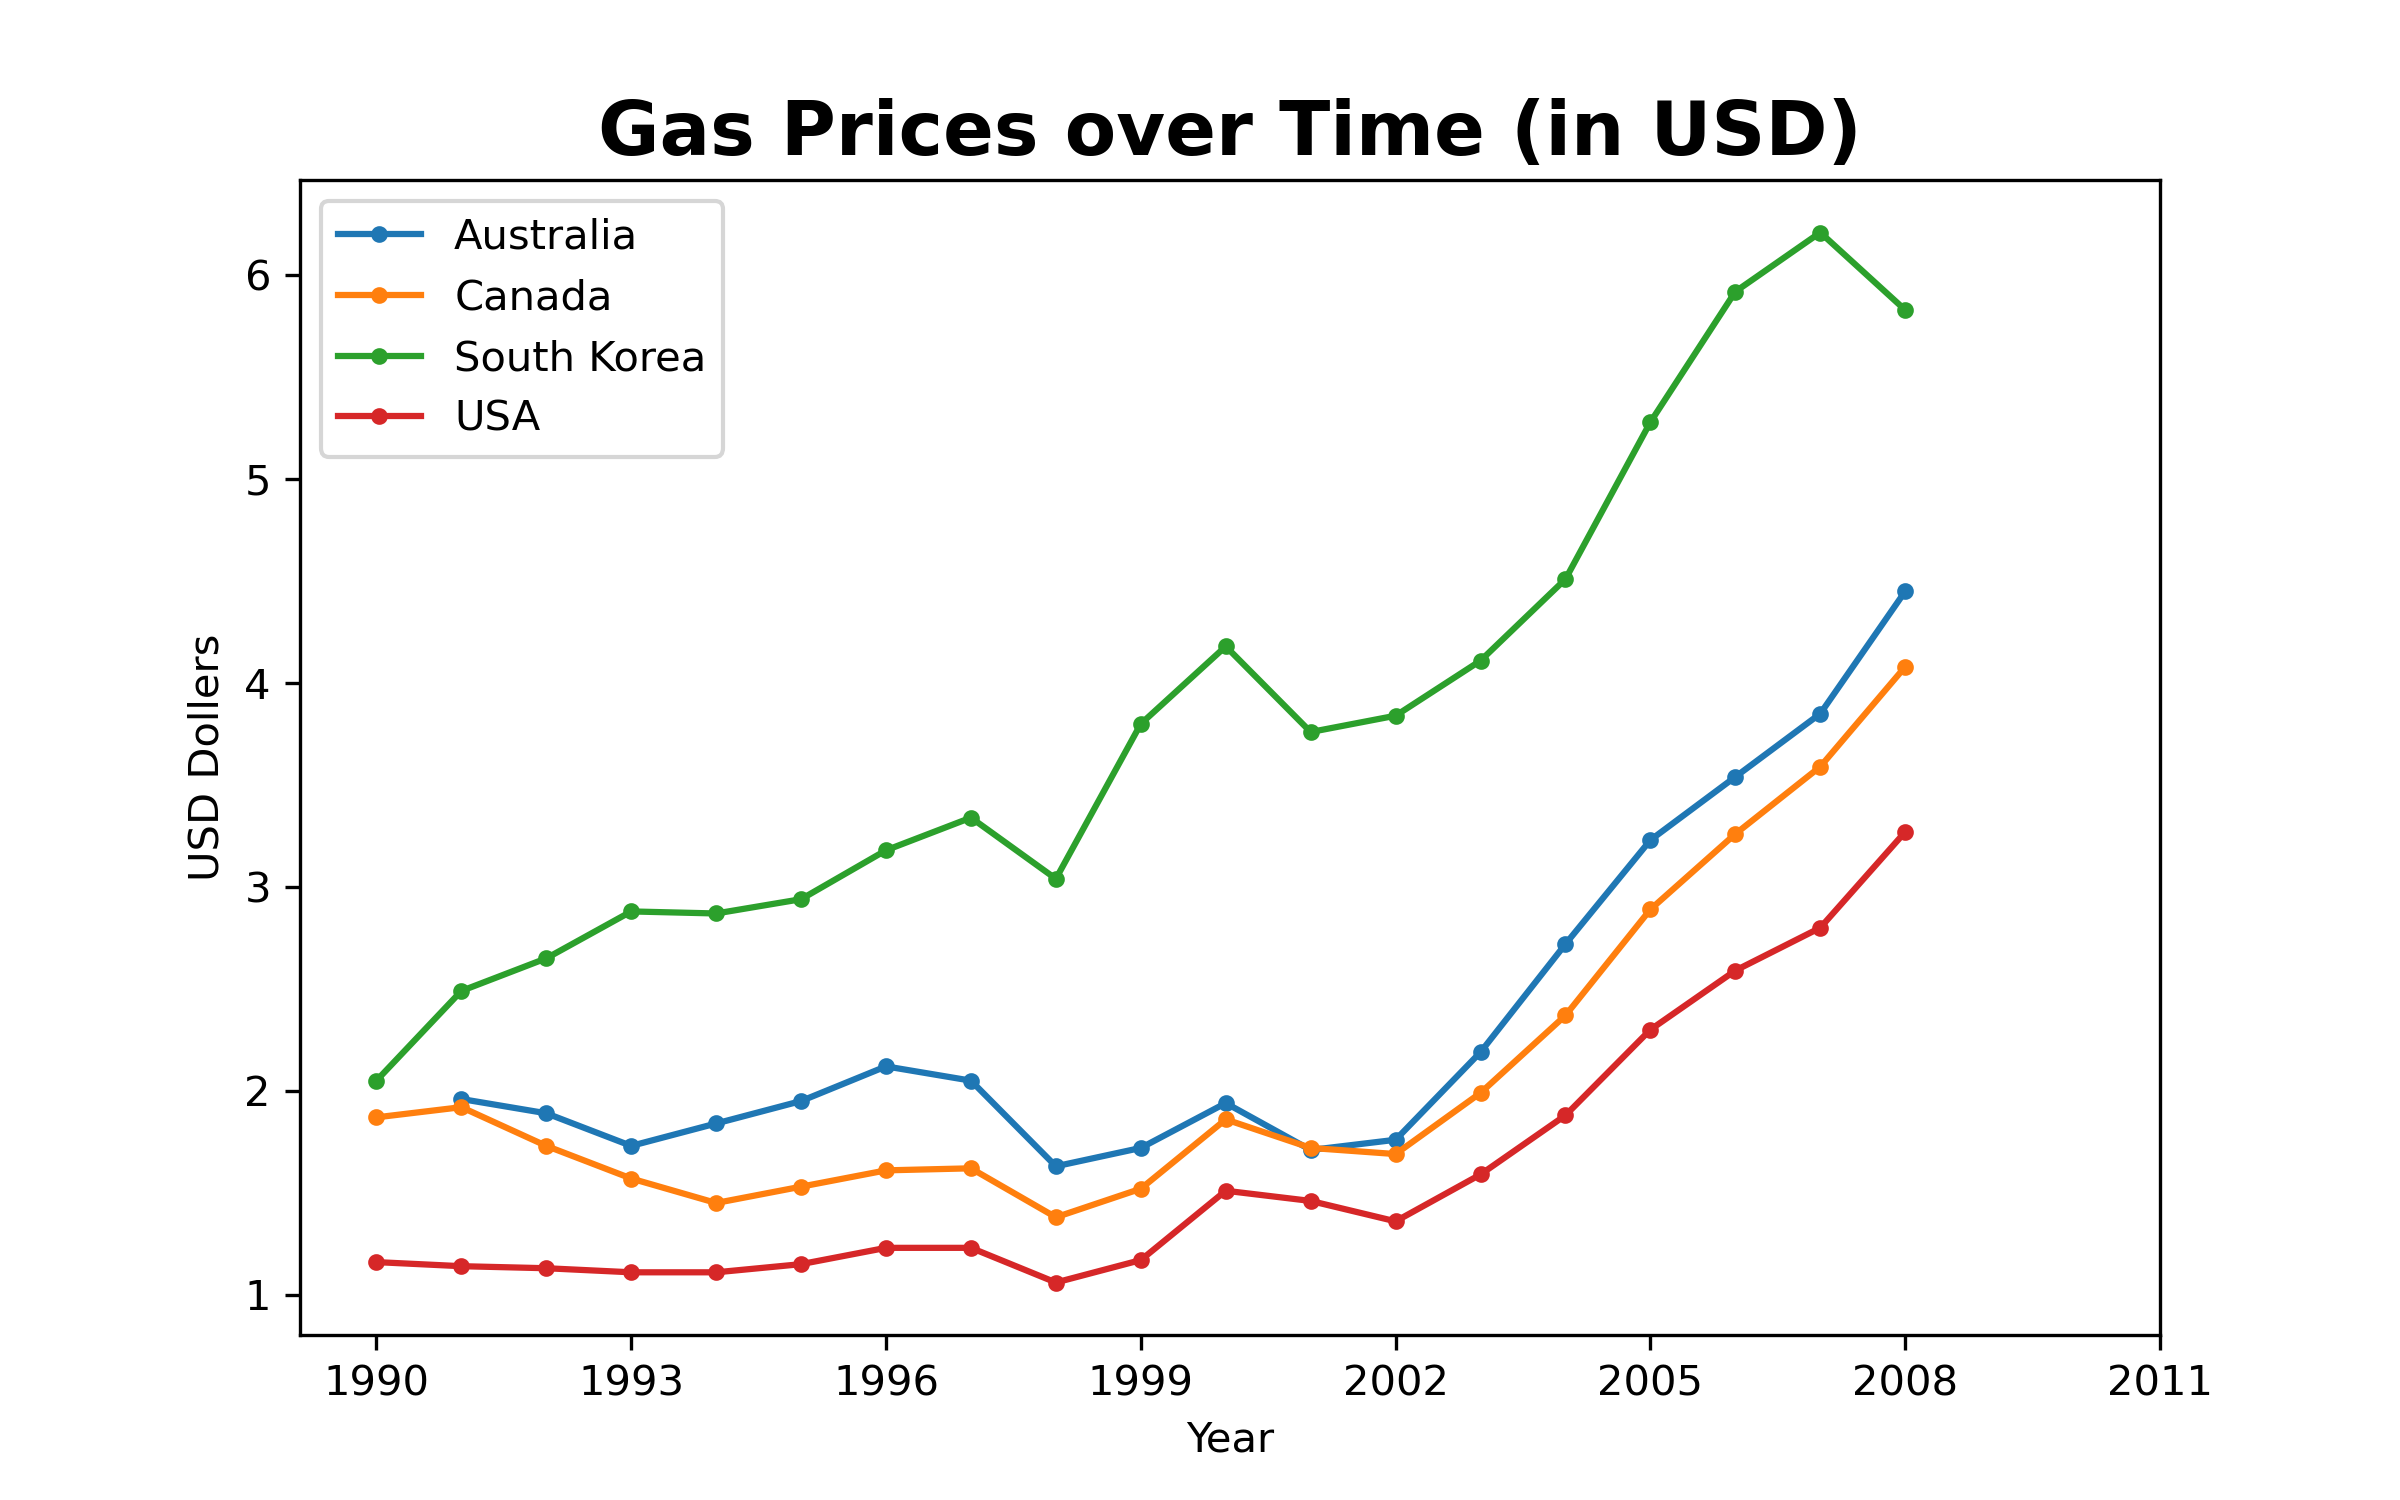 Gas Prices over Time (in USD)
Australia
Canada
South Korea
USA
6
5
4
3
2
1
USD Dollers
1990 1993 1996 1999 2002 2005 2008 2011
Year